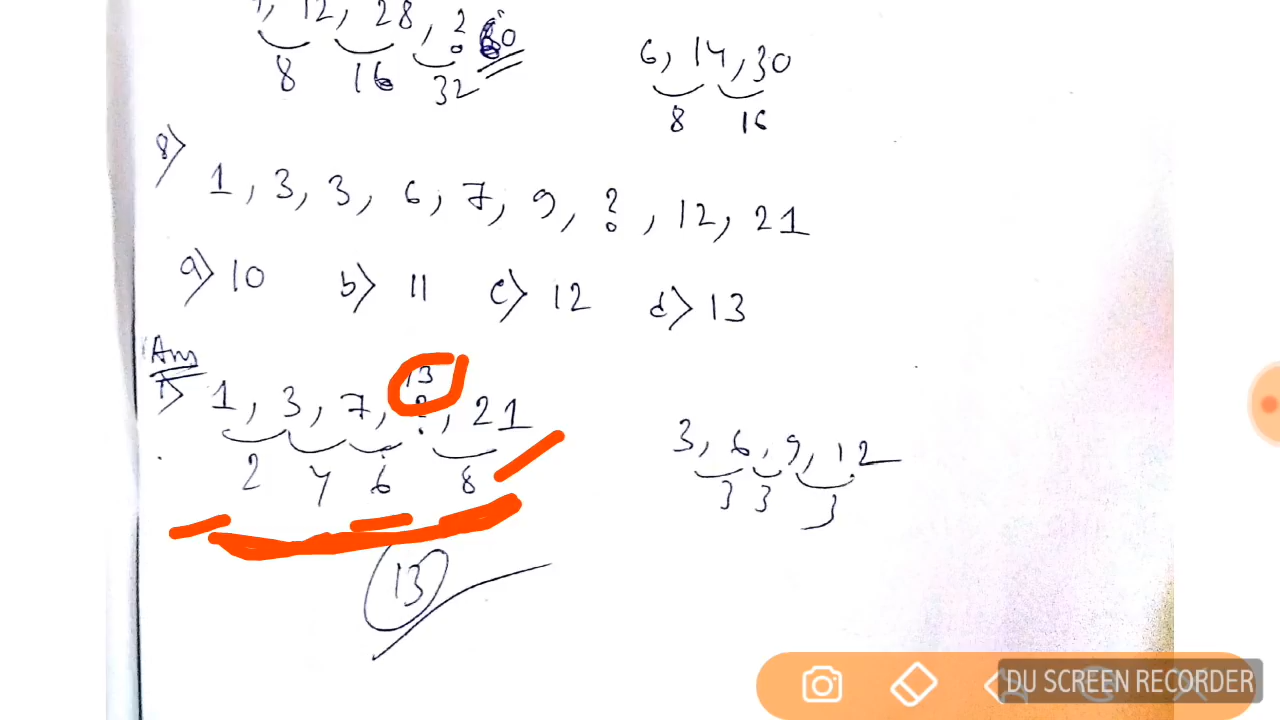 12, 28, ? 60
8 16 32
6, 14, 30
8 16
8) 1, 3, 3, 6, 7, 9, ?, 12, 21
a) 10 b) 11 c) 12 d) 13
Ans
13
1, 3, 7, ?, 21
2 4 6 8
3, 6, 9, 12
3 3 3
13
DU SCREEN RECORDER